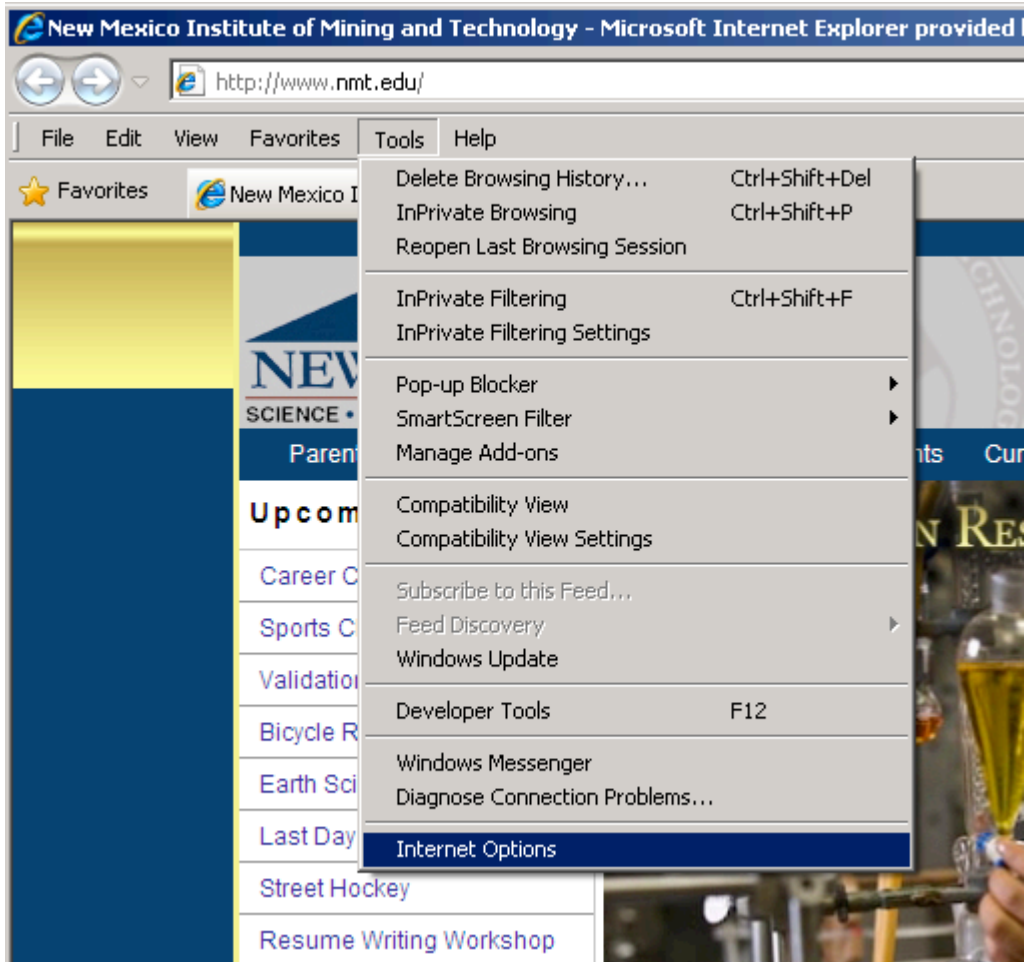 New Mexico Institute of Mining and Technology - Microsoft Internet Explorer provided
http://www.nmt.edu/
File Edit View Favorites Tools Help
Favorites New Mexico I
Delete Browsing History... Ctrl+Shift+Del
InPrivate Browsing Ctrl+Shift+P
Reopen Last Browsing Session
InPrivate Filtering Ctrl+Shift+F
InPrivate Filtering Settings
Pop-up Blocker
SmartScreen Filter
Manage Add-ons
Compatibility View
Compatibility View Settings
Subscribe to this Feed...
Feed Discovery
Windows Update
Developer Tools F12
Windows Messenger
Diagnose Connection Problems...
Internet Options
NEW
SCIENCE •
Paren nts Cur
Upcom
N RES
Career C
Sports C
Validation
Bicycle R
Earth Sci
Last Day
Street Hockey
Resume Writing Workshop